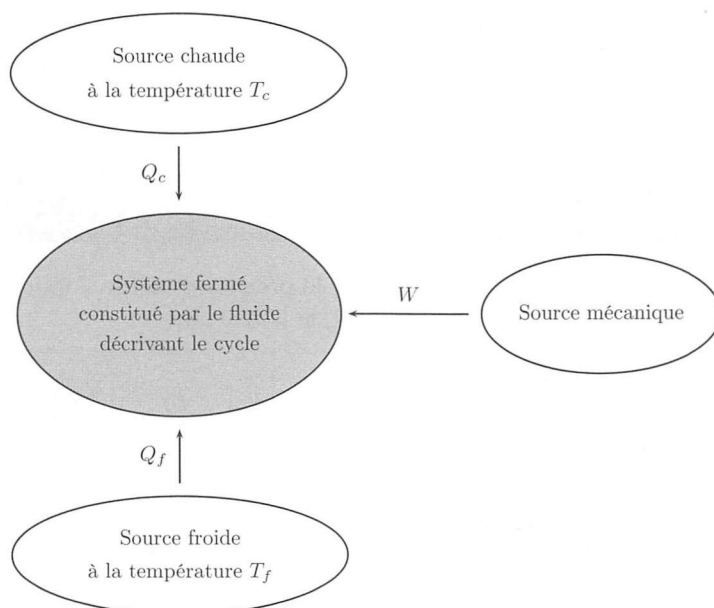 Source chaude
à la température $T_c$
$Q_c$
Système fermé
constitué par le fluide
décrivant le cycle
$W$
Source mécanique
$Q_f$
Source froide
à la température $T_f$